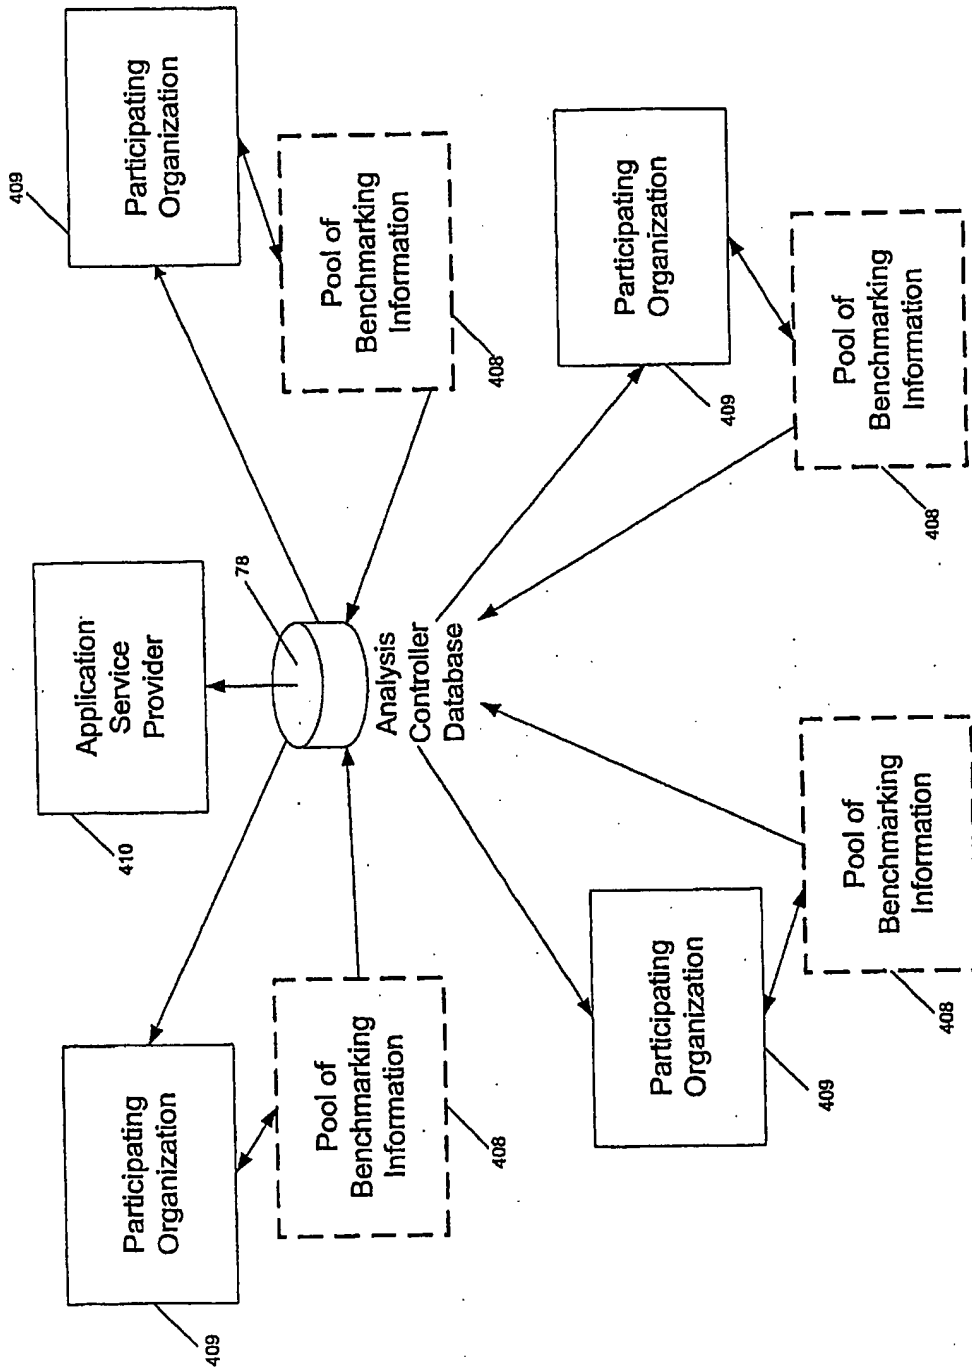 409
Application
Service
Provider
410
Participating
Organization
409
Participating
Organization
78
Pool of
Benchmarking
Information
408
Analysis
Controller
Database
Pool of
Benchmarking
Information
408
Participating
Organization
409
Participating
Organization
409
Pool of
Benchmarking
Information
408
Pool of
Benchmarking
Information
408